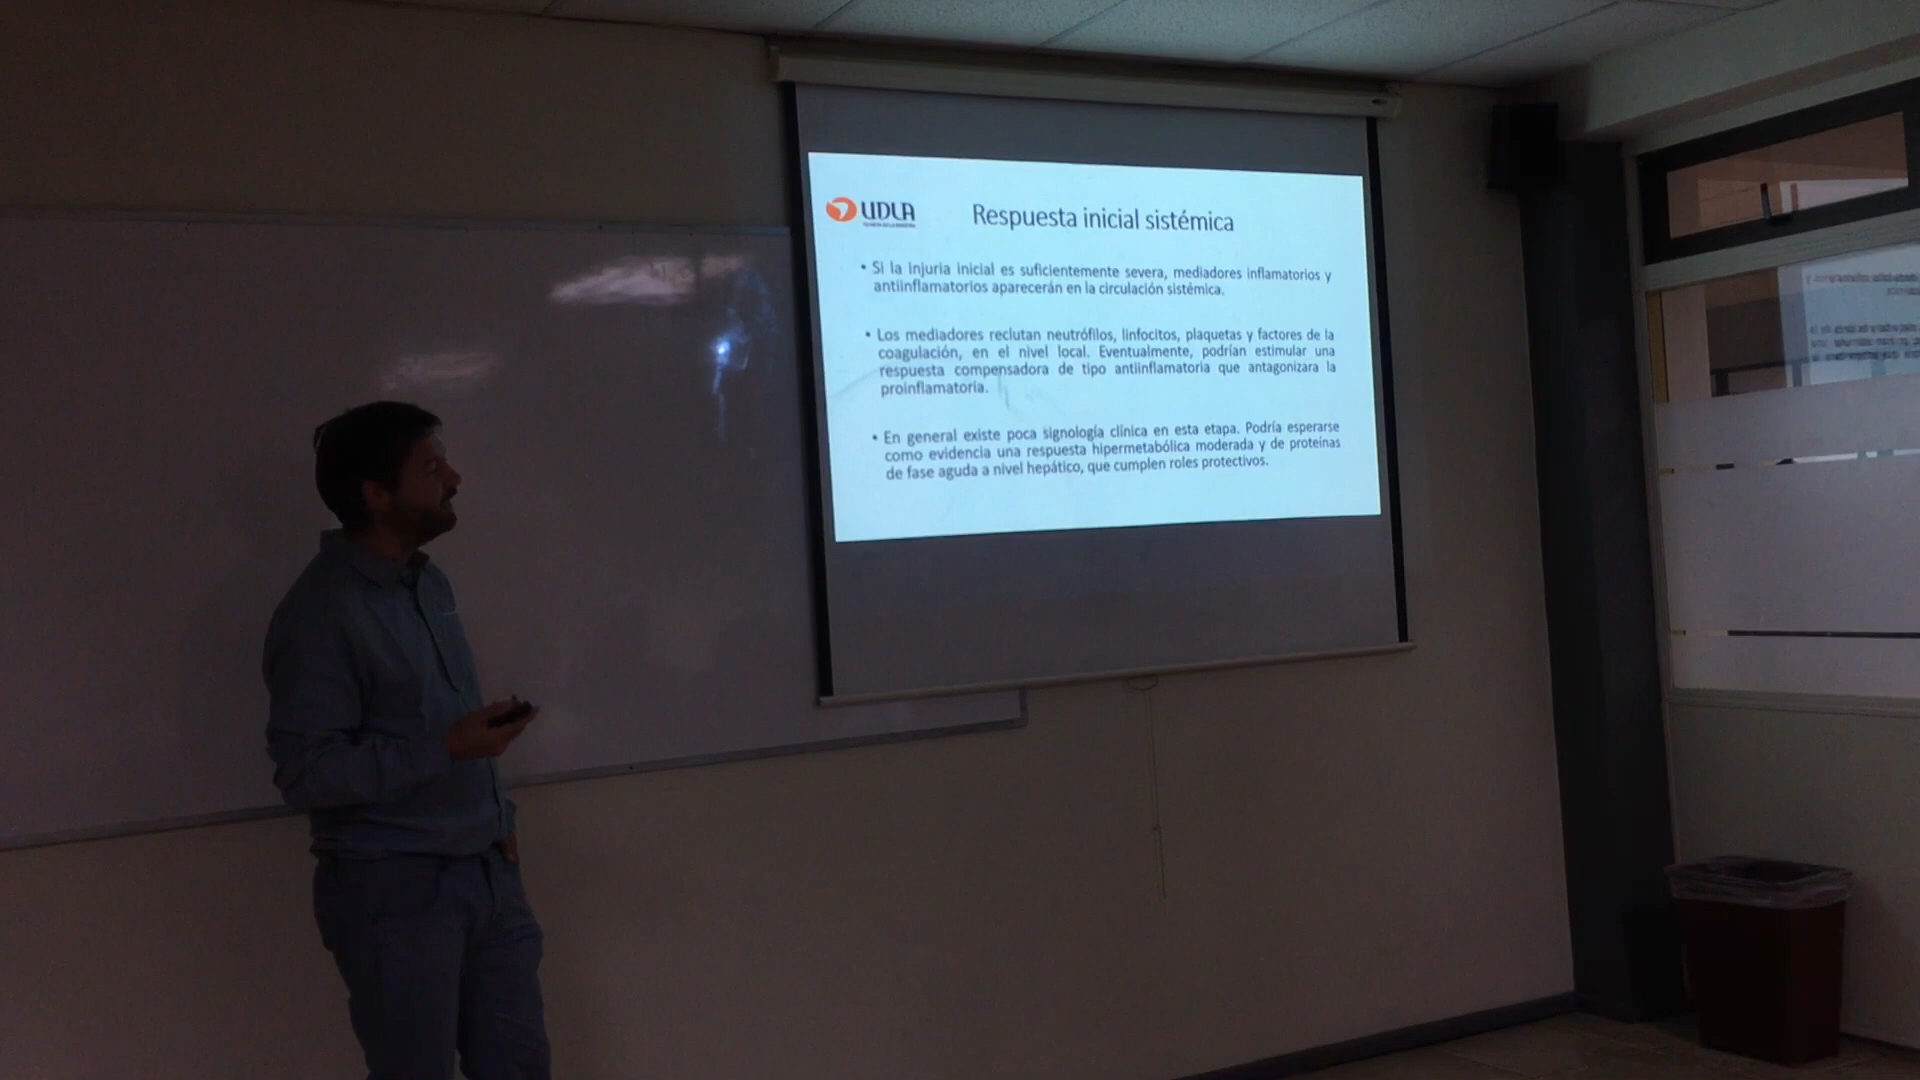 UDLA
Respuesta inicial sistémica
• Si la injuria inicial es suficientemente severa, mediadores inflamatorios y
antiinflamatorios aparecerán en la circulación sistémica.
• Los mediadores reclutan neutrófilos, linfocitos, plaquetas y factores de la
coagulación, en el nivel local. Eventualmente, podrían estimular una
respuesta compensadora de tipo antiinflamatoria que antagonizara la
proinflamatoria.
• En general existe poca signología clínica en esta etapa. Podría esperarse
como evidencia una respuesta hipermetabólica moderada y de proteínas
de fase aguda a nivel hepático, que cumplen roles protectivos.